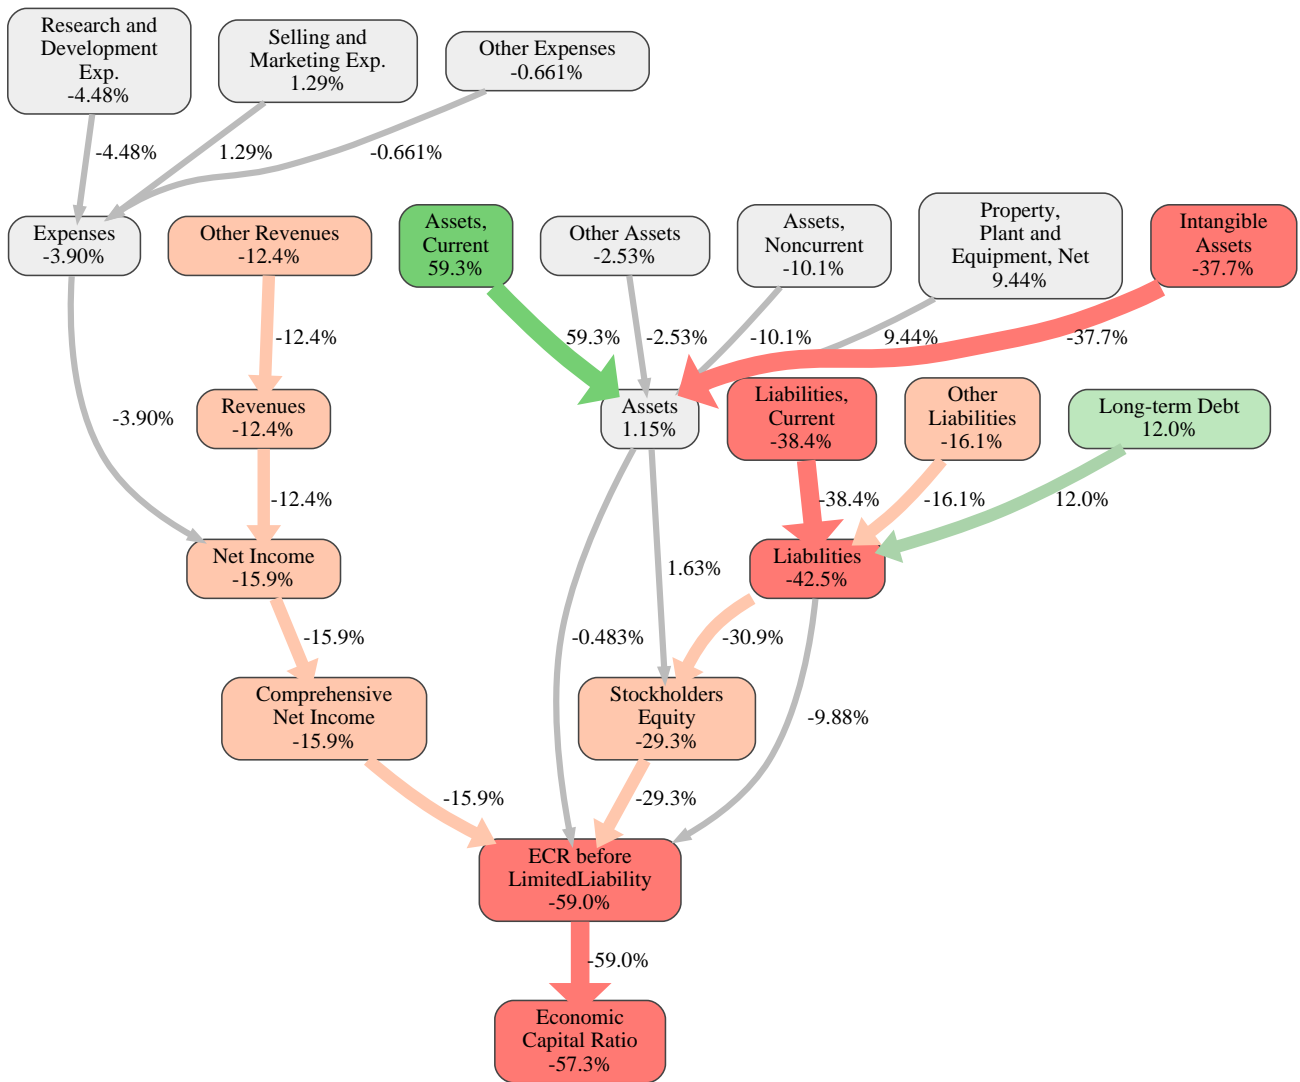 Research and
Development
Exp.
-4.48%
Selling and
Marketing Exp.
1.29%
Other Expenses
-0.661%
-4.48%
1.29%
-0.661%
Expenses
-3.90%
Other Revenues
-12.4%
Assets,
Current
59.3%
Other Assets
-2.53%
Assets,
Noncurrent
-10.1%
Property,
Plant and
Equipment, Net
9.44%
Intangible
Assets
-37.7%
-12.4%
59.3%
-2.53%
-10.1%
9.44%
-37.7%
-3.90%
Revenues
-12.4%
Assets
1.15%
Liabilities,
Current
-38.4%
Other
Liabilities
-16.1%
Long-term Debt
12.0%
-12.4%
-38.4%
-16.1%
12.0%
Net Income
-15.9%
1.63%
Liabilities
-42.5%
-15.9%
-0.483%
-30.9%
Comprehensive
Net Income
-15.9%
Stockholders
Equity
-29.3%
-9.88%
-15.9%
-29.3%
ECR before
LimitedLiability
-59.0%
-59.0%
Economic
Capital Ratio
-57.3%